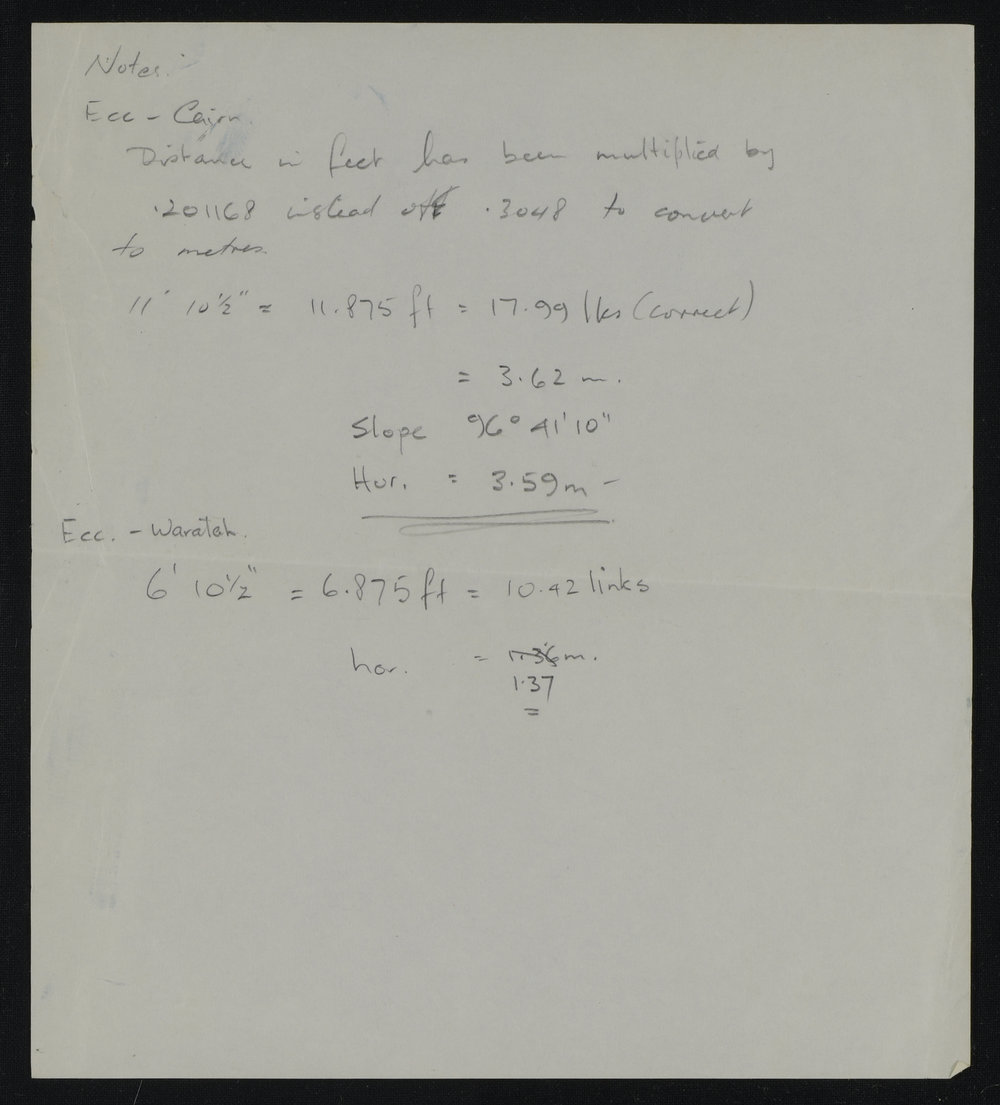 Notes.
Ecc - Cairn.
Distance in feet has been multiplied by
.201168 instead of .3048 to convert
to metres.
11' 10½" = 11.875 ft = 17.99 lks (correct)
= 3.62 m.
Slope 96° 41' 10"
Hor. = 3.59m -
Ecc. - Waratah.
6' 10½" = 6.875 ft = 10.42 links
hor. = 1.36 m.
1.37
=